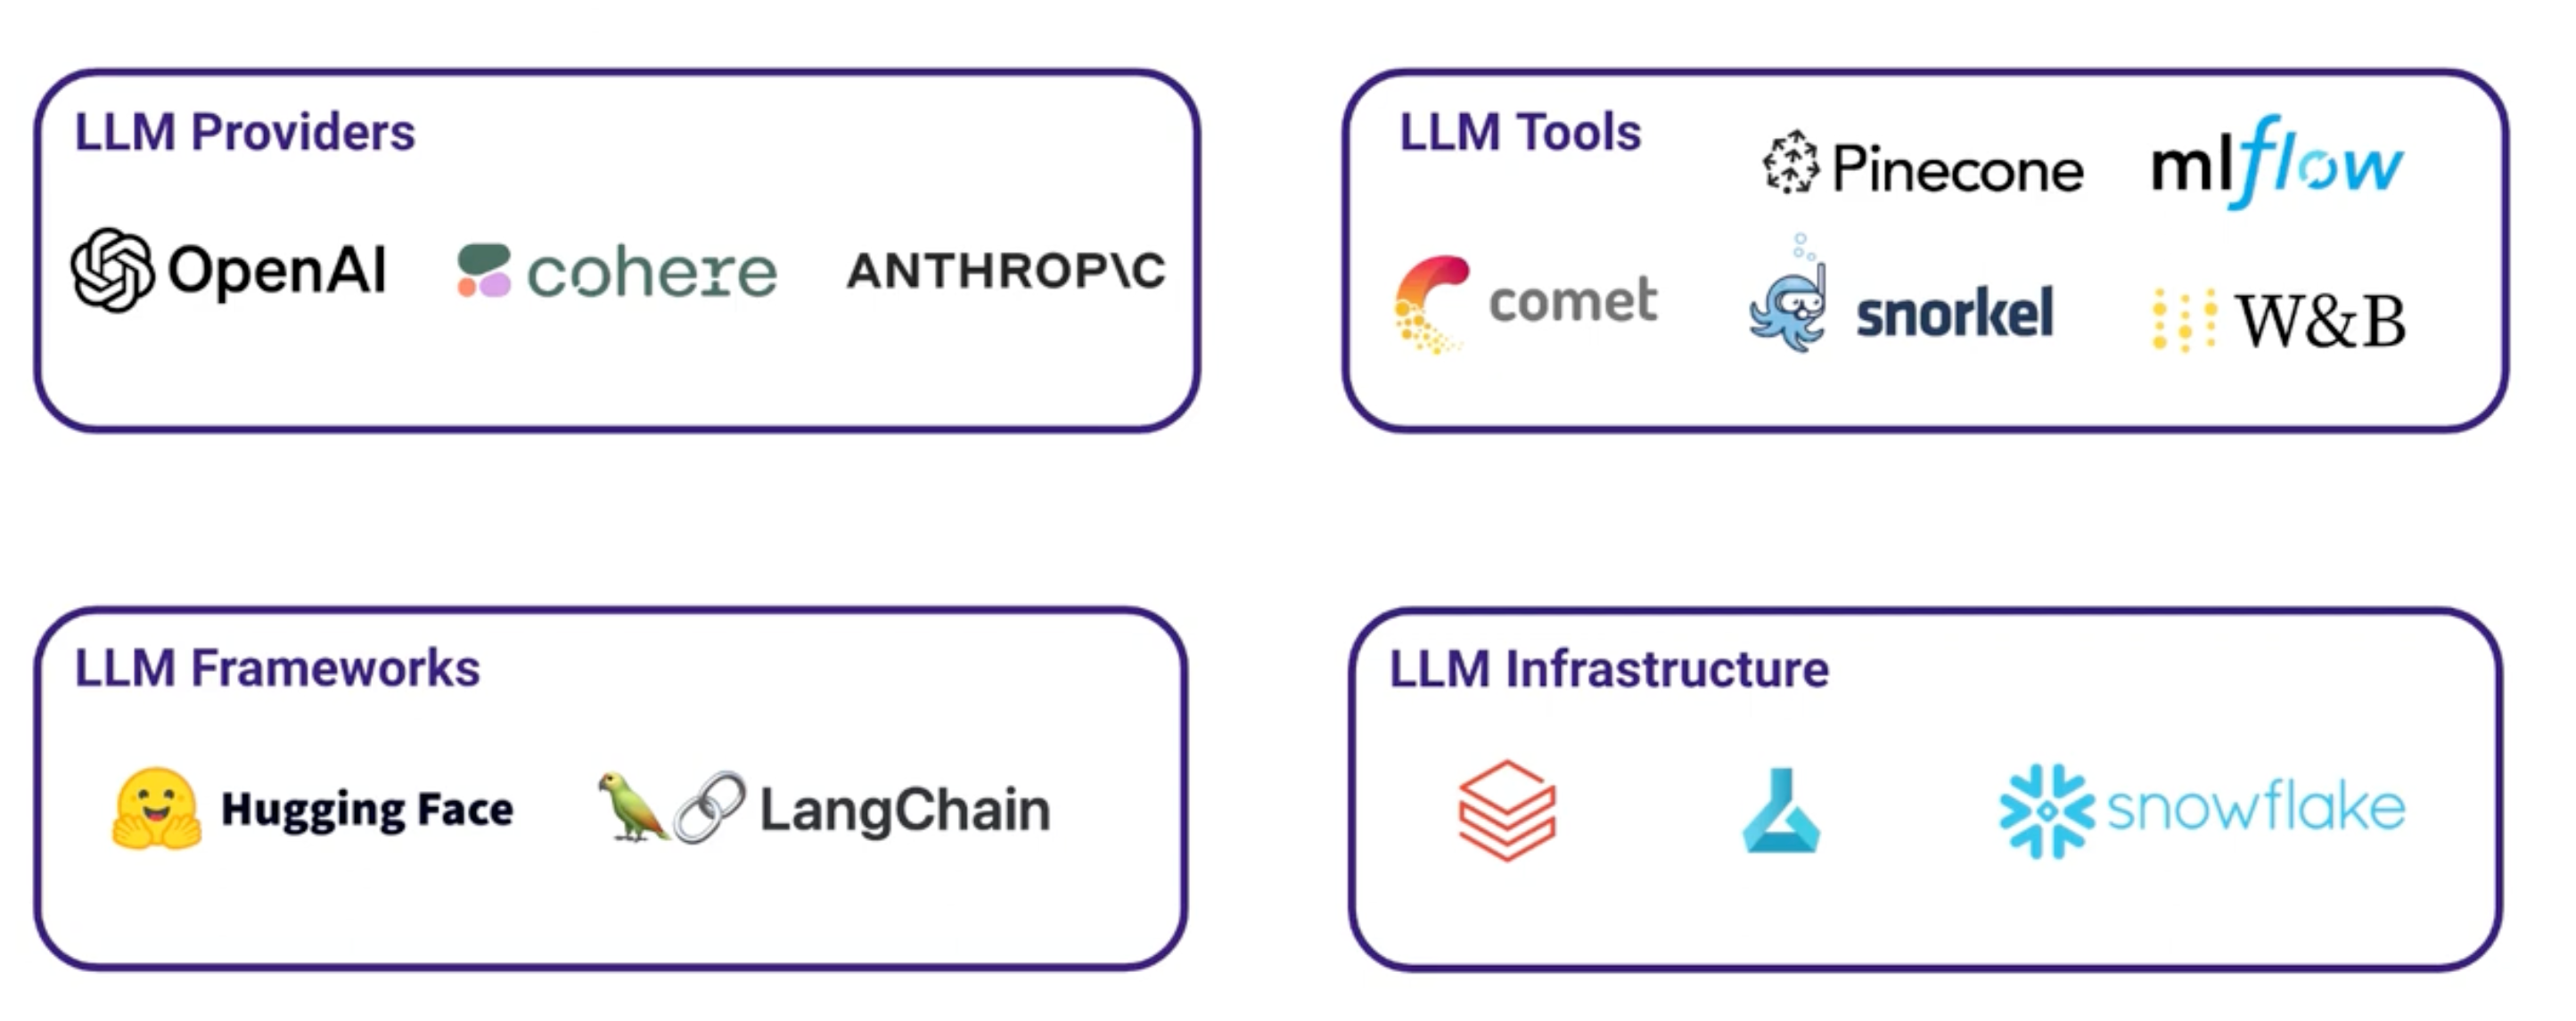 LLM Providers
OpenAI
cohere
ANTHROP\C
LLM Tools
Pinecone
mlflow
comet
snorkel
W&B
LLM Frameworks
Hugging Face
LangChain
LLM Infrastructure
snowflake